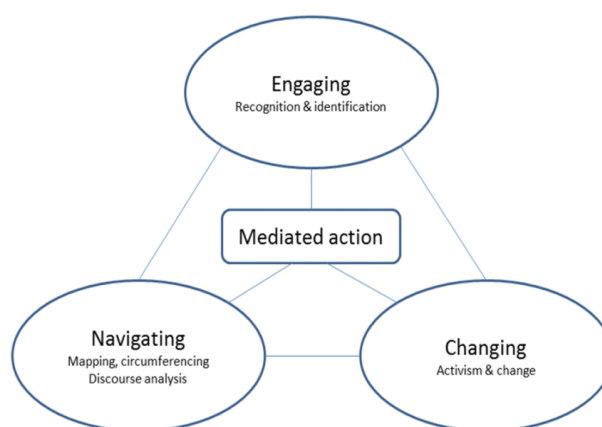 Engaging
Recognition & identification
Mediated action
Navigating
Mapping, circumferencing
Discourse analysis
Changing
Activism & change